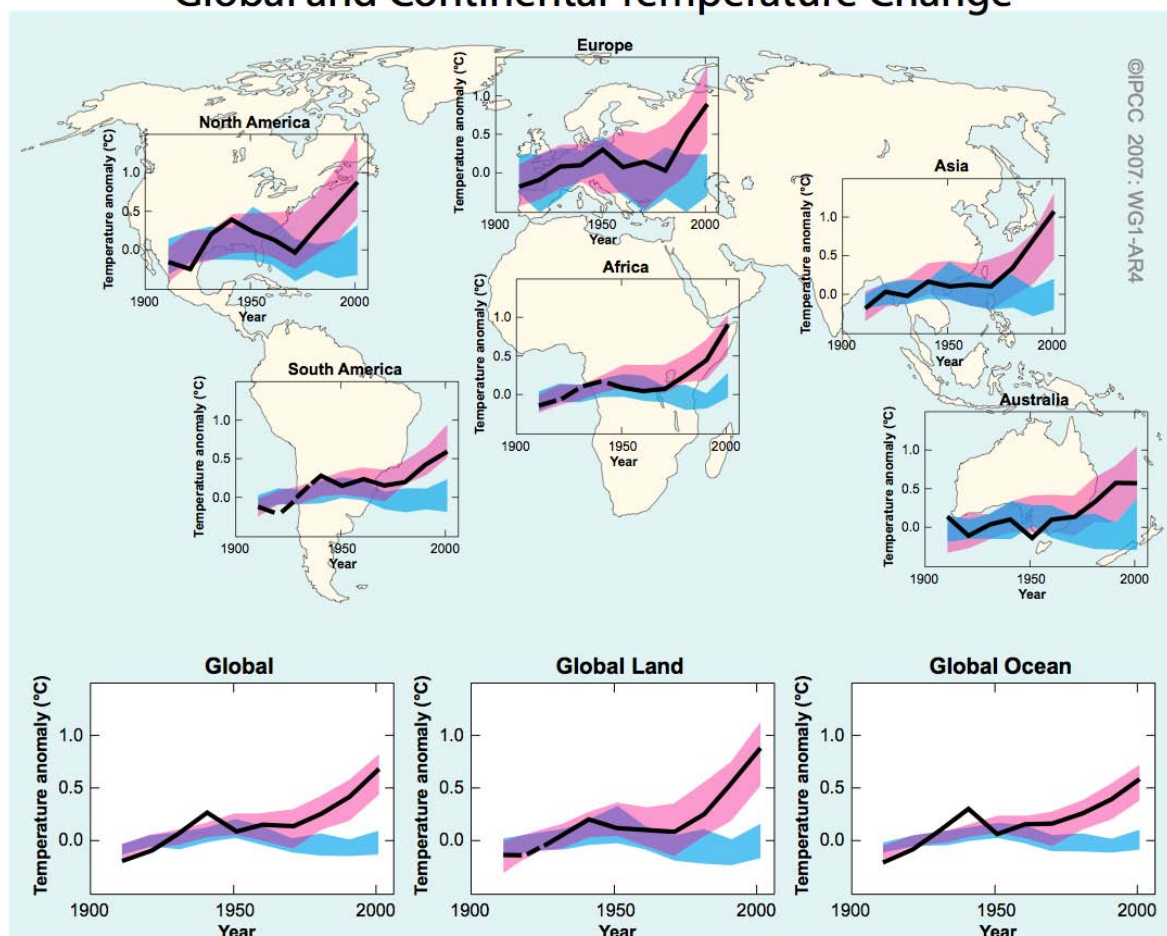 Global and Continental Temperature Change
©IPCC 2007: WG1-AR4
Europe
Temperature anomaly (°C)
1.0
0.5
0.0
1900
1950
2000
Year
North America
Temperature anomaly (°C)
1.0
0.5
0.0
1900
1950
2000
Year
Asia
Temperature anomaly (°C)
1.0
0.5
0.0
1900
1950
2000
Year
Africa
Temperature anomaly (°C)
1.0
0.5
0.0
1900
1950
2000
Year
South America
Temperature anomaly (°C)
1.0
0.5
0.0
1900
1950
2000
Year
Australia
Temperature anomaly (°C)
1.0
0.5
0.0
1900
1950
2000
Year
Global
Temperature anomaly (°C)
1.0
0.5
0.0
1900
1950
2000
Year
Global Land
Temperature anomaly (°C)
1.0
0.5
0.0
1900
1950
2000
Year
Global Ocean
Temperature anomaly (°C)
1.0
0.5
0.0
1900
1950
2000
Year